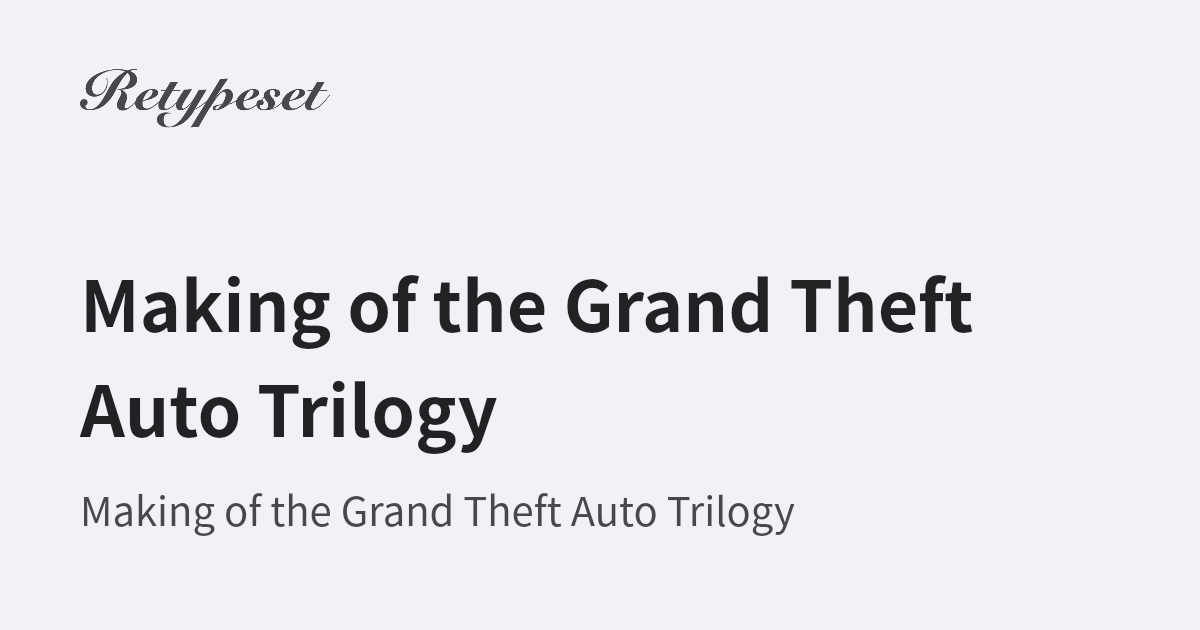 Retypeset
Making of the Grand Theft
Auto Trilogy
Making of the Grand Theft Auto Trilogy